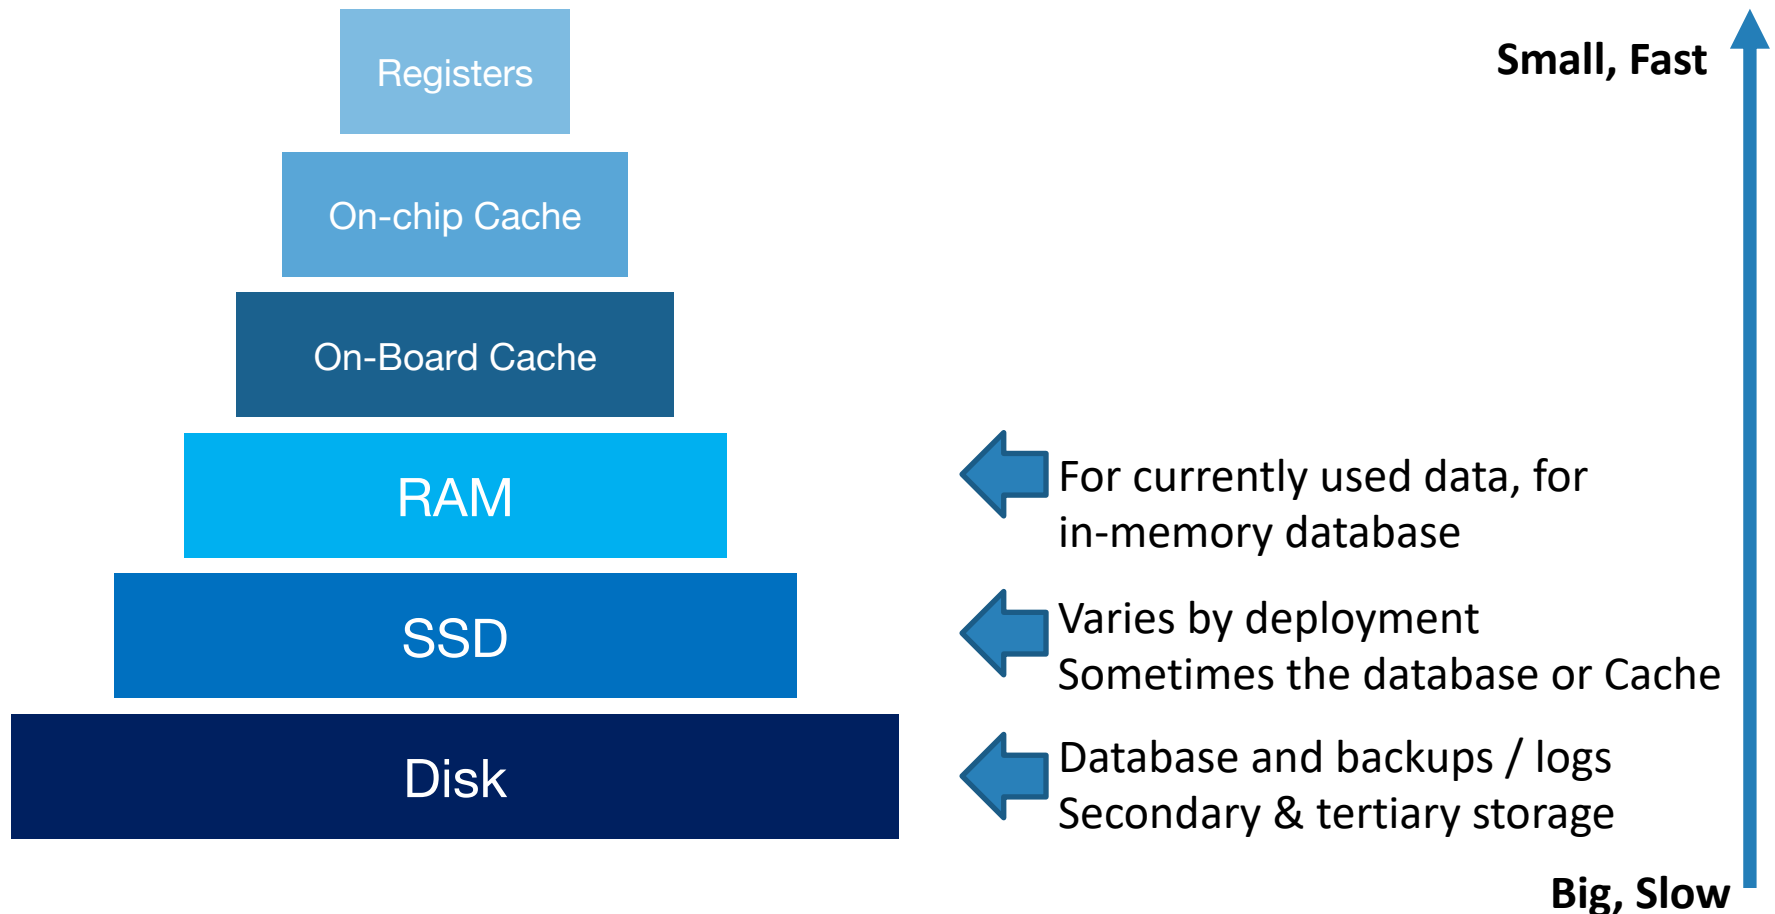 Registers
Small, Fast
On-chip Cache
On-Board Cache
RAM
For currently used data, for
in-memory database
SSD
Varies by deployment
Sometimes the database or Cache
Disk
Database and backups / logs
Secondary & tertiary storage
Big, Slow